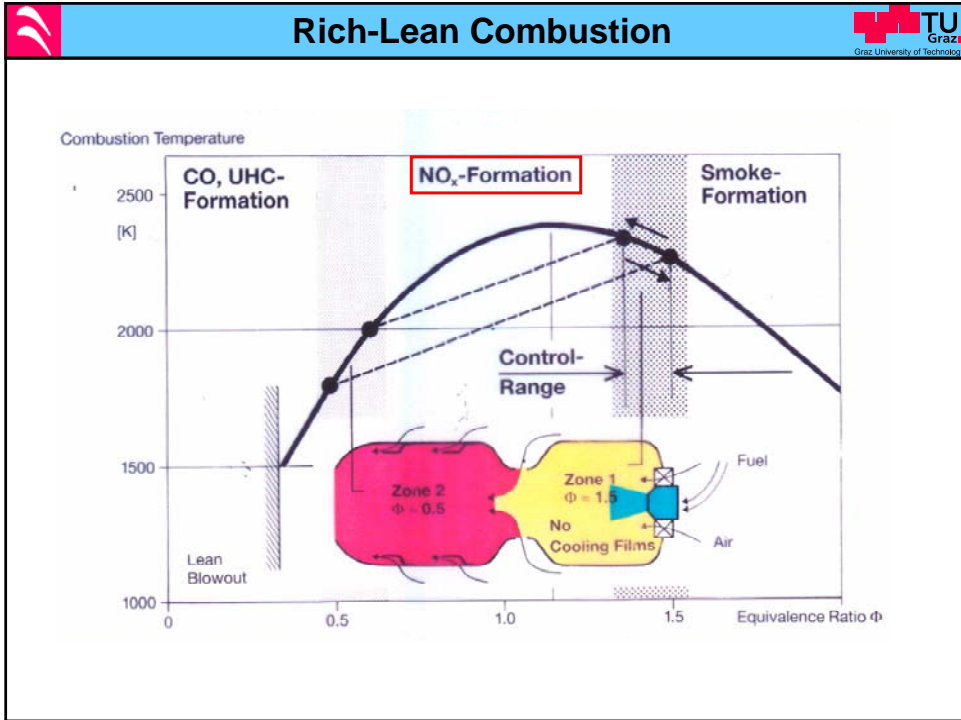 Rich-Lean Combustion
TU
Graz
Graz University of Technolog
Combustion Temperature
CO, UHC-
Formation
NOx-Formation
Smoke-
Formation
2500
[K]
2000
Control-
Range
1500
Zone 2
Φ = 0.5
Zone 1
Φ = 1.5
No
Cooling Films
Fuel
Air
Lean
Blowout
1000
0
0.5
1.0
1.5
Equivalence Ratio Φ